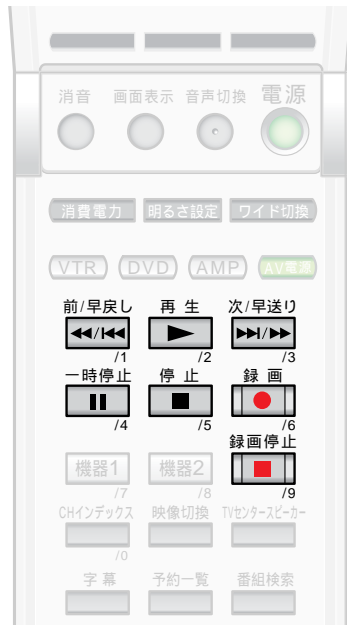 消音 画面表示 音声切換 電源
消費電力 明るさ設定 ワイド切換
VTR DVD AMP AV電源
前/早戻し 再生 次/早送り
/1 /2 /3
一時停止 停止 録画
/4 /5 /6
録画停止
機器1 機器2
/7 /8 /9
CHインデックス 映像切換 TVセンタースピーカー
/0
字幕 予約一覧 番組検索